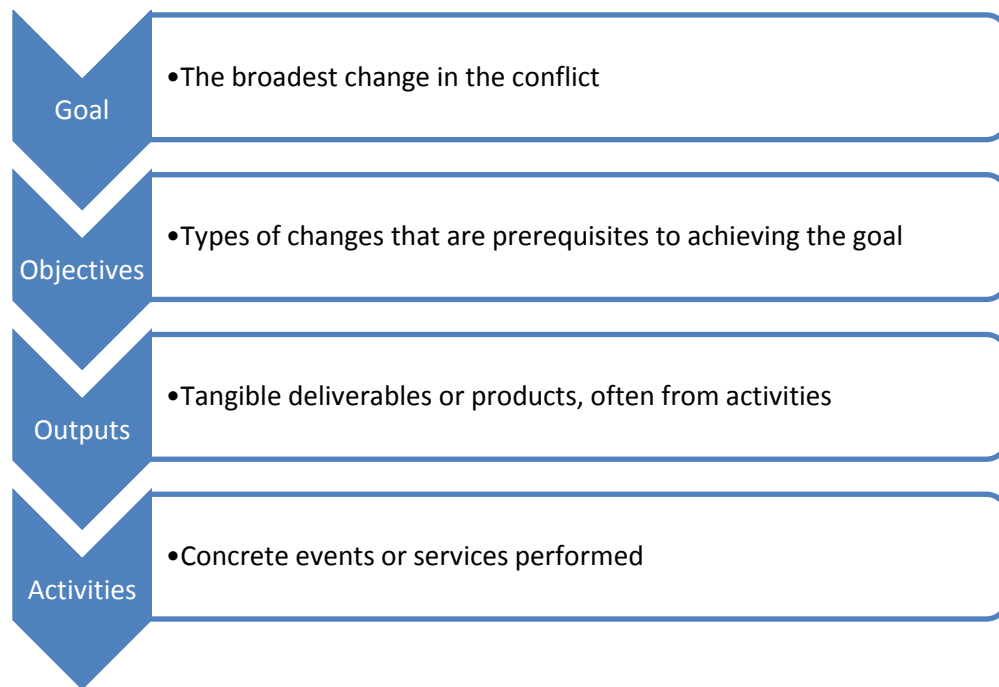 Goal
•The broadest change in the conflict
Objectives
•Types of changes that are prerequisites to achieving the goal
Outputs
•Tangible deliverables or products, often from activities
Activities
•Concrete events or services performed